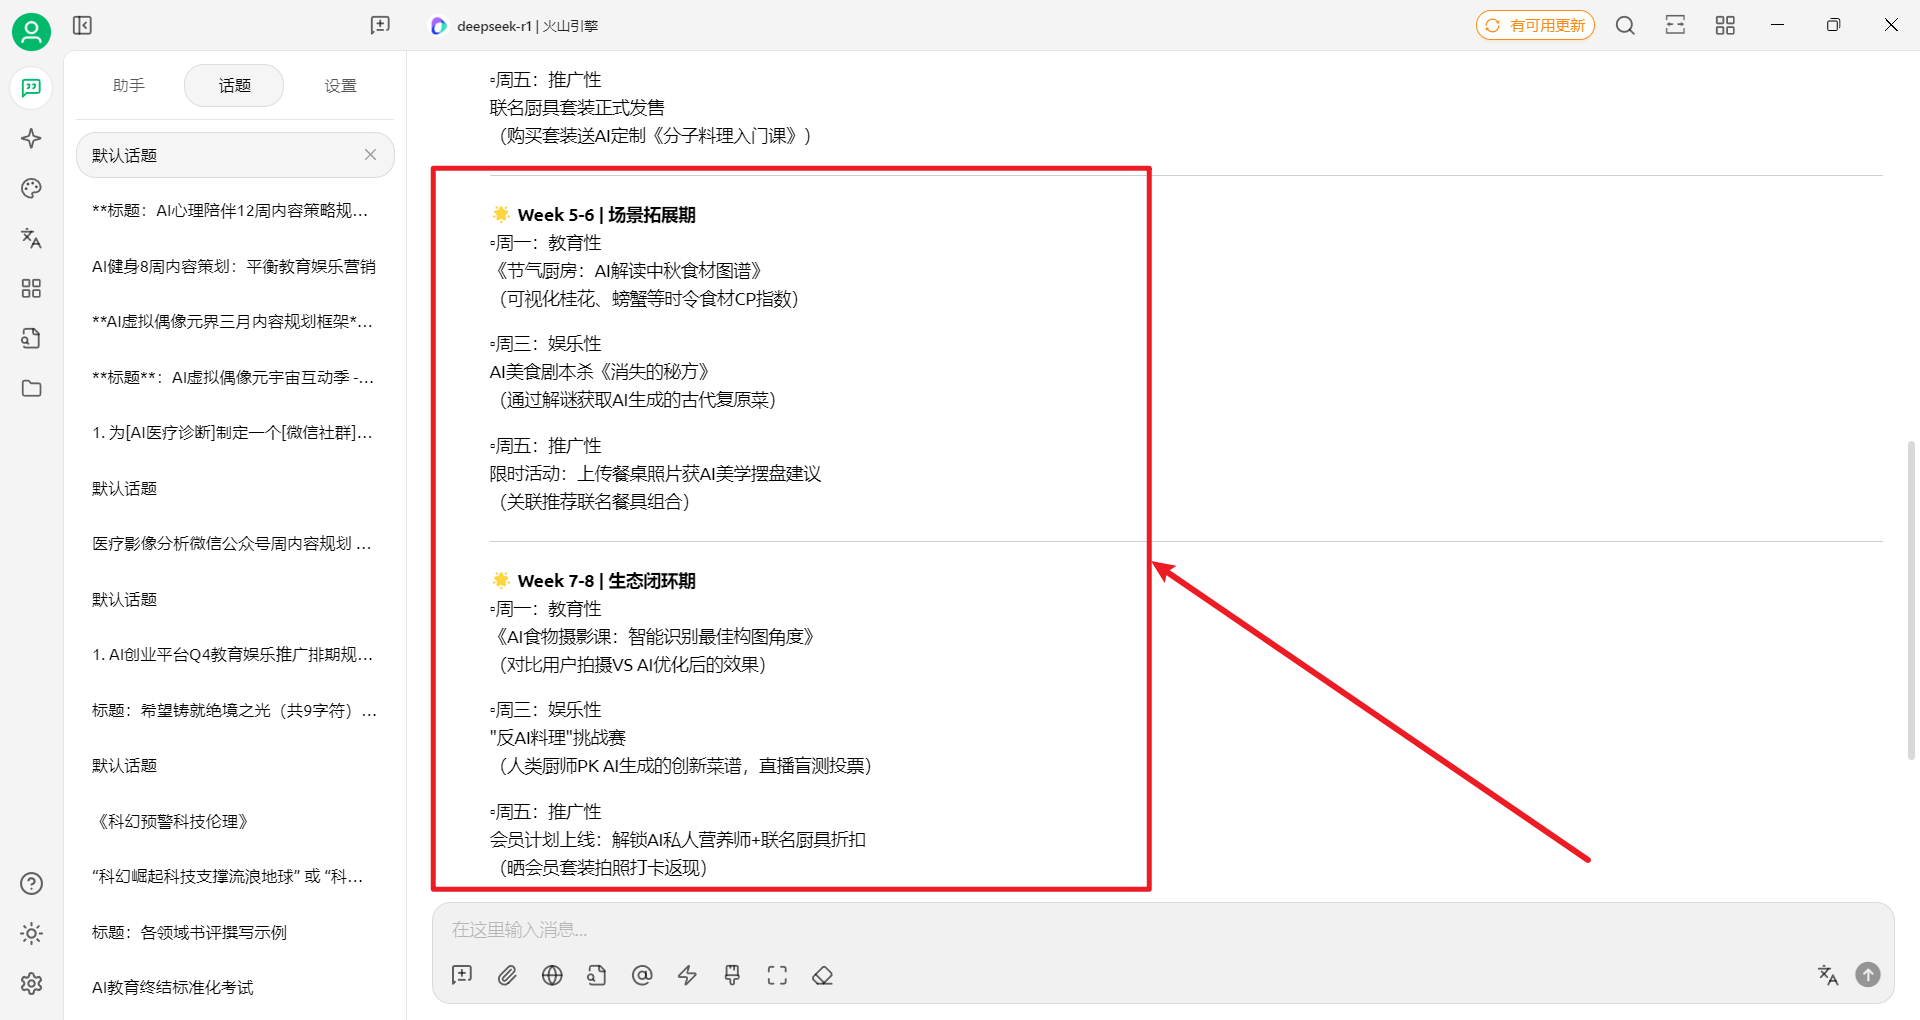 deepseek-r1 | 火山引擎
有可用更新
助手
话题
设置
默认话题
**标题：AI心理陪伴12周内容策略规...
AI健身8周内容策划：平衡教育娱乐营销
**AI虚拟偶像元界三月内容规划框架*...
**标题**：AI虚拟偶像元宇宙互动季 -...
1. 为[AI医疗诊断]制定一个[微信社群]...
默认话题
医疗影像分析微信公众号周内容规划 ...
默认话题
1. AI创业平台Q4教育娱乐推广排期规...
标题：希望铸就绝境之光（共9字符）...
默认话题
《科幻预警科技伦理》
“科幻崛起科技支撑流浪地球” 或 “科...
标题：各领域书评撰写示例
AI教育终结标准化考试
▫周五：推广性
联名厨具套装正式发售
（购买套装送AI定制《分子料理入门课》）
🌟 Week 5-6 | 场景拓展期
▫周一：教育性
《节气厨房：AI解读中秋食材图谱》
（可视化桂花、螃蟹等时令食材CP指数）
▫周三：娱乐性
AI美食剧本杀《消失的秘方》
（通过解谜获取AI生成的古代复原菜）
▫周五：推广性
限时活动：上传餐桌照片获AI美学摆盘建议
（关联推荐联名餐具组合）
🌟 Week 7-8 | 生态闭环期
▫周一：教育性
《AI食物摄影课：智能识别最佳构图角度》
（对比用户拍摄VS AI优化后的效果）
▫周三：娱乐性
"反AI料理"挑战赛
（人类厨师PK AI生成的创新菜谱，直播盲测投票）
▫周五：推广性
会员计划上线：解锁AI私人营养师+联名厨具折扣
（晒会员套装拍照打卡返现）
在这里输入消息...